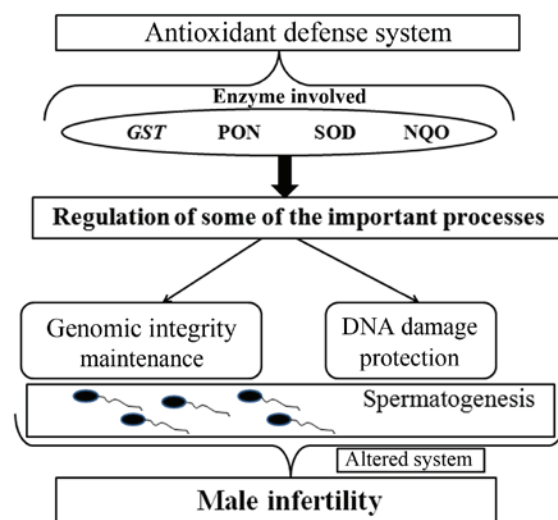 Antioxidant defense system
Enzyme involved
GST PON SOD NQO
Regulation of some of the important processes
Genomic integrity
maintenance
DNA damage
protection
Spermatogenesis
Altered system
Male infertility